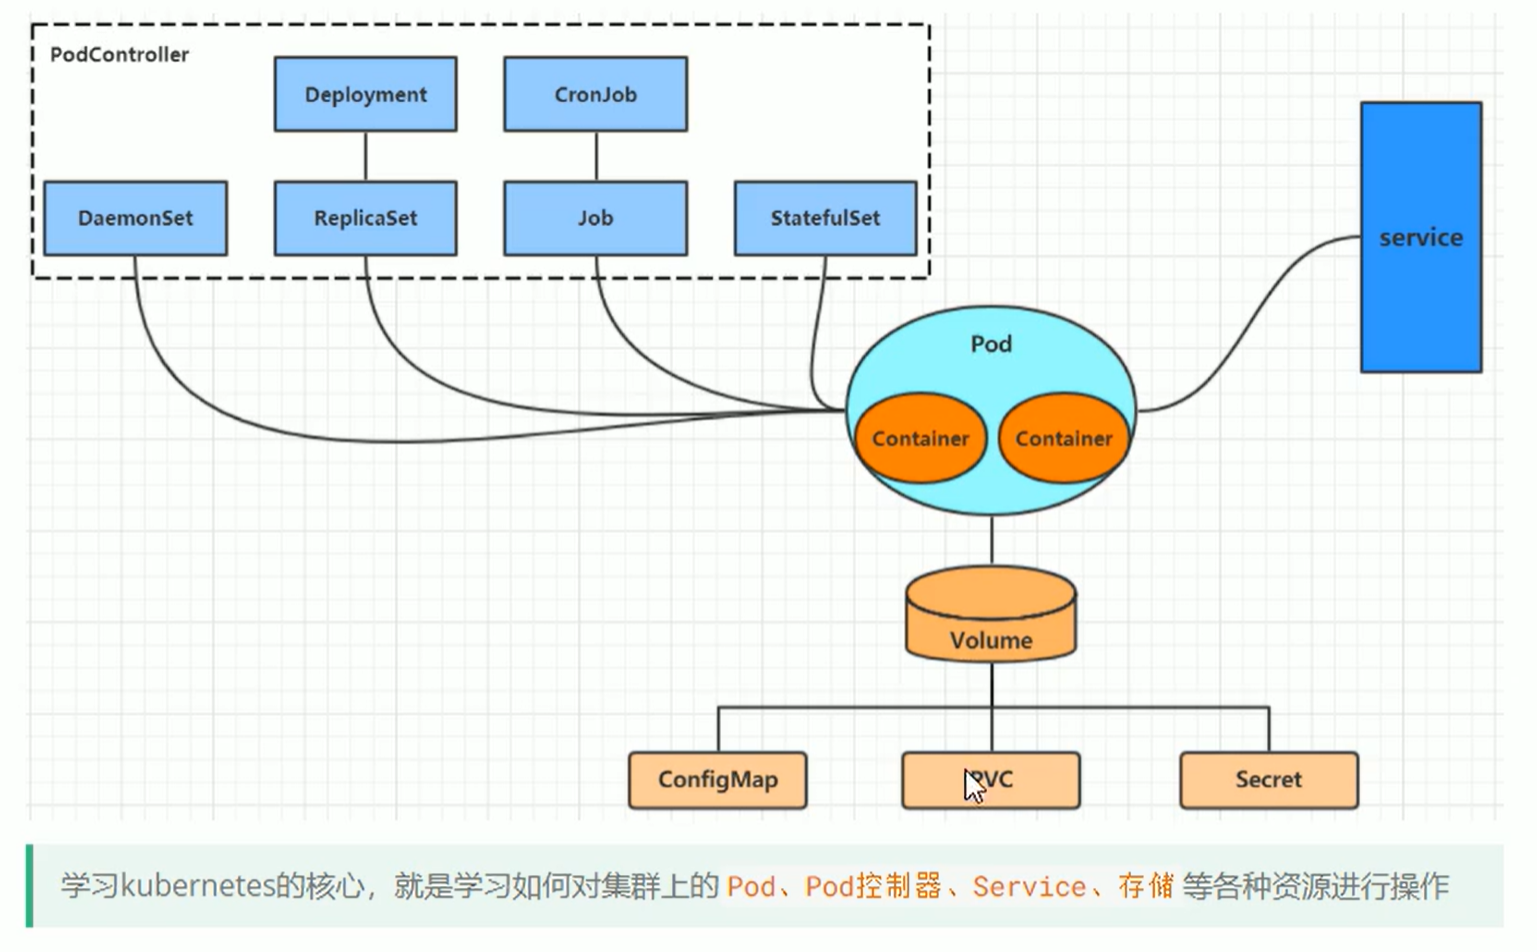 PodController
Deployment
CronJob
DaemonSet
ReplicaSet
Job
StatefulSet
service
Pod
Container
Container
Volume
ConfigMap
PVC
Secret
学习kubernetes的核心，就是学习如何对集群上的Pod、Pod控制器、Service、存储等各种资源进行操作